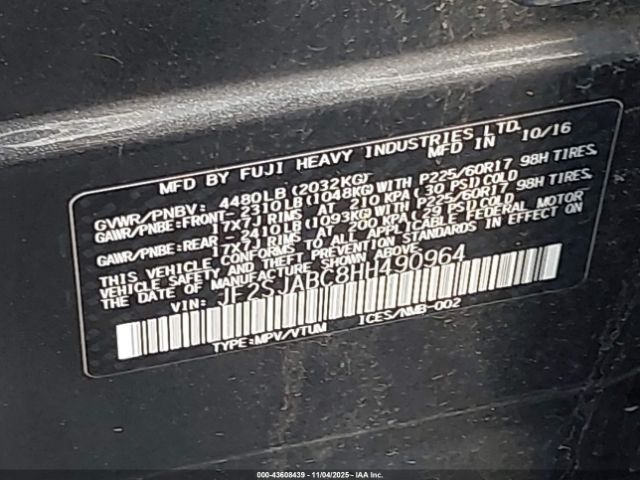 MFD BY FUJI HEAVY INDUSTRIES LTD. MFD IN 10/16
GVWR/PNBV: 4480LB (2032KG)
GAWR/PNBE:FRONT- 2310LB (1048KG) WITH P225/60R17 98H TIRES,
17X7J RIMS AT 210 KPA (30 PSI) COLD
GAWR/PNBE:REAR - 2410LB (1093KG) WITH P225/60R17 98H TIRES,
17X7J RIMS AT 200 KPA (29 PSI) COLD
THIS VEHICLE CONFORMS TO ALL APPLICABLE FEDERAL MOTOR
VEHICLE SAFETY AND THEFT PREVENTION STANDARDS IN EFFECT ON
THE DATE OF MANUFACTURE SHOWN ABOVE.
VIN: JF2SJABC8HH490964
TYPE:MPV/VTUM ICES/NMB-002
000-43608439 - 11/04/2025 - IAA Inc.